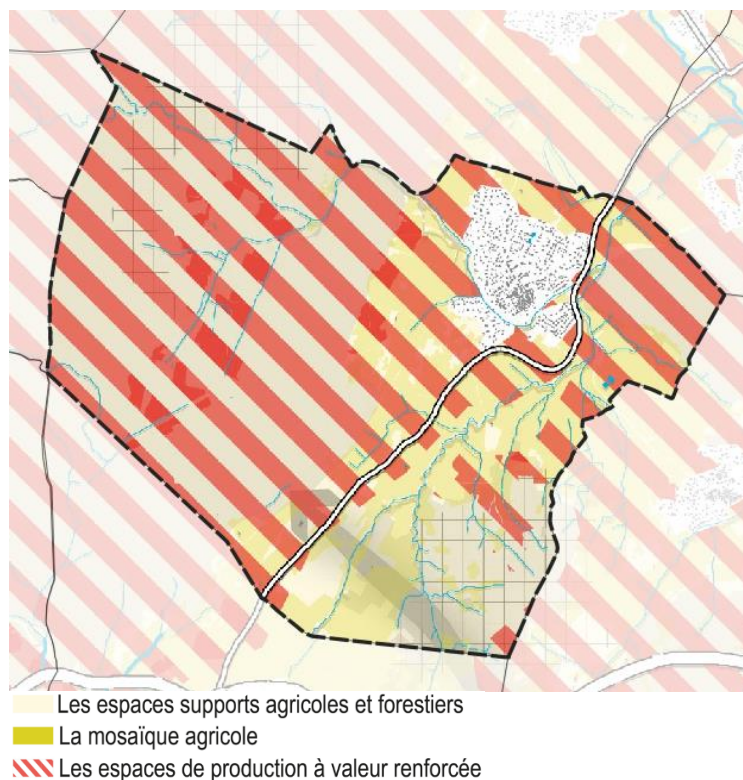 Les espaces supports agricoles et forestiers
La mosaïque agricole
Les espaces de production à valeur renforcée